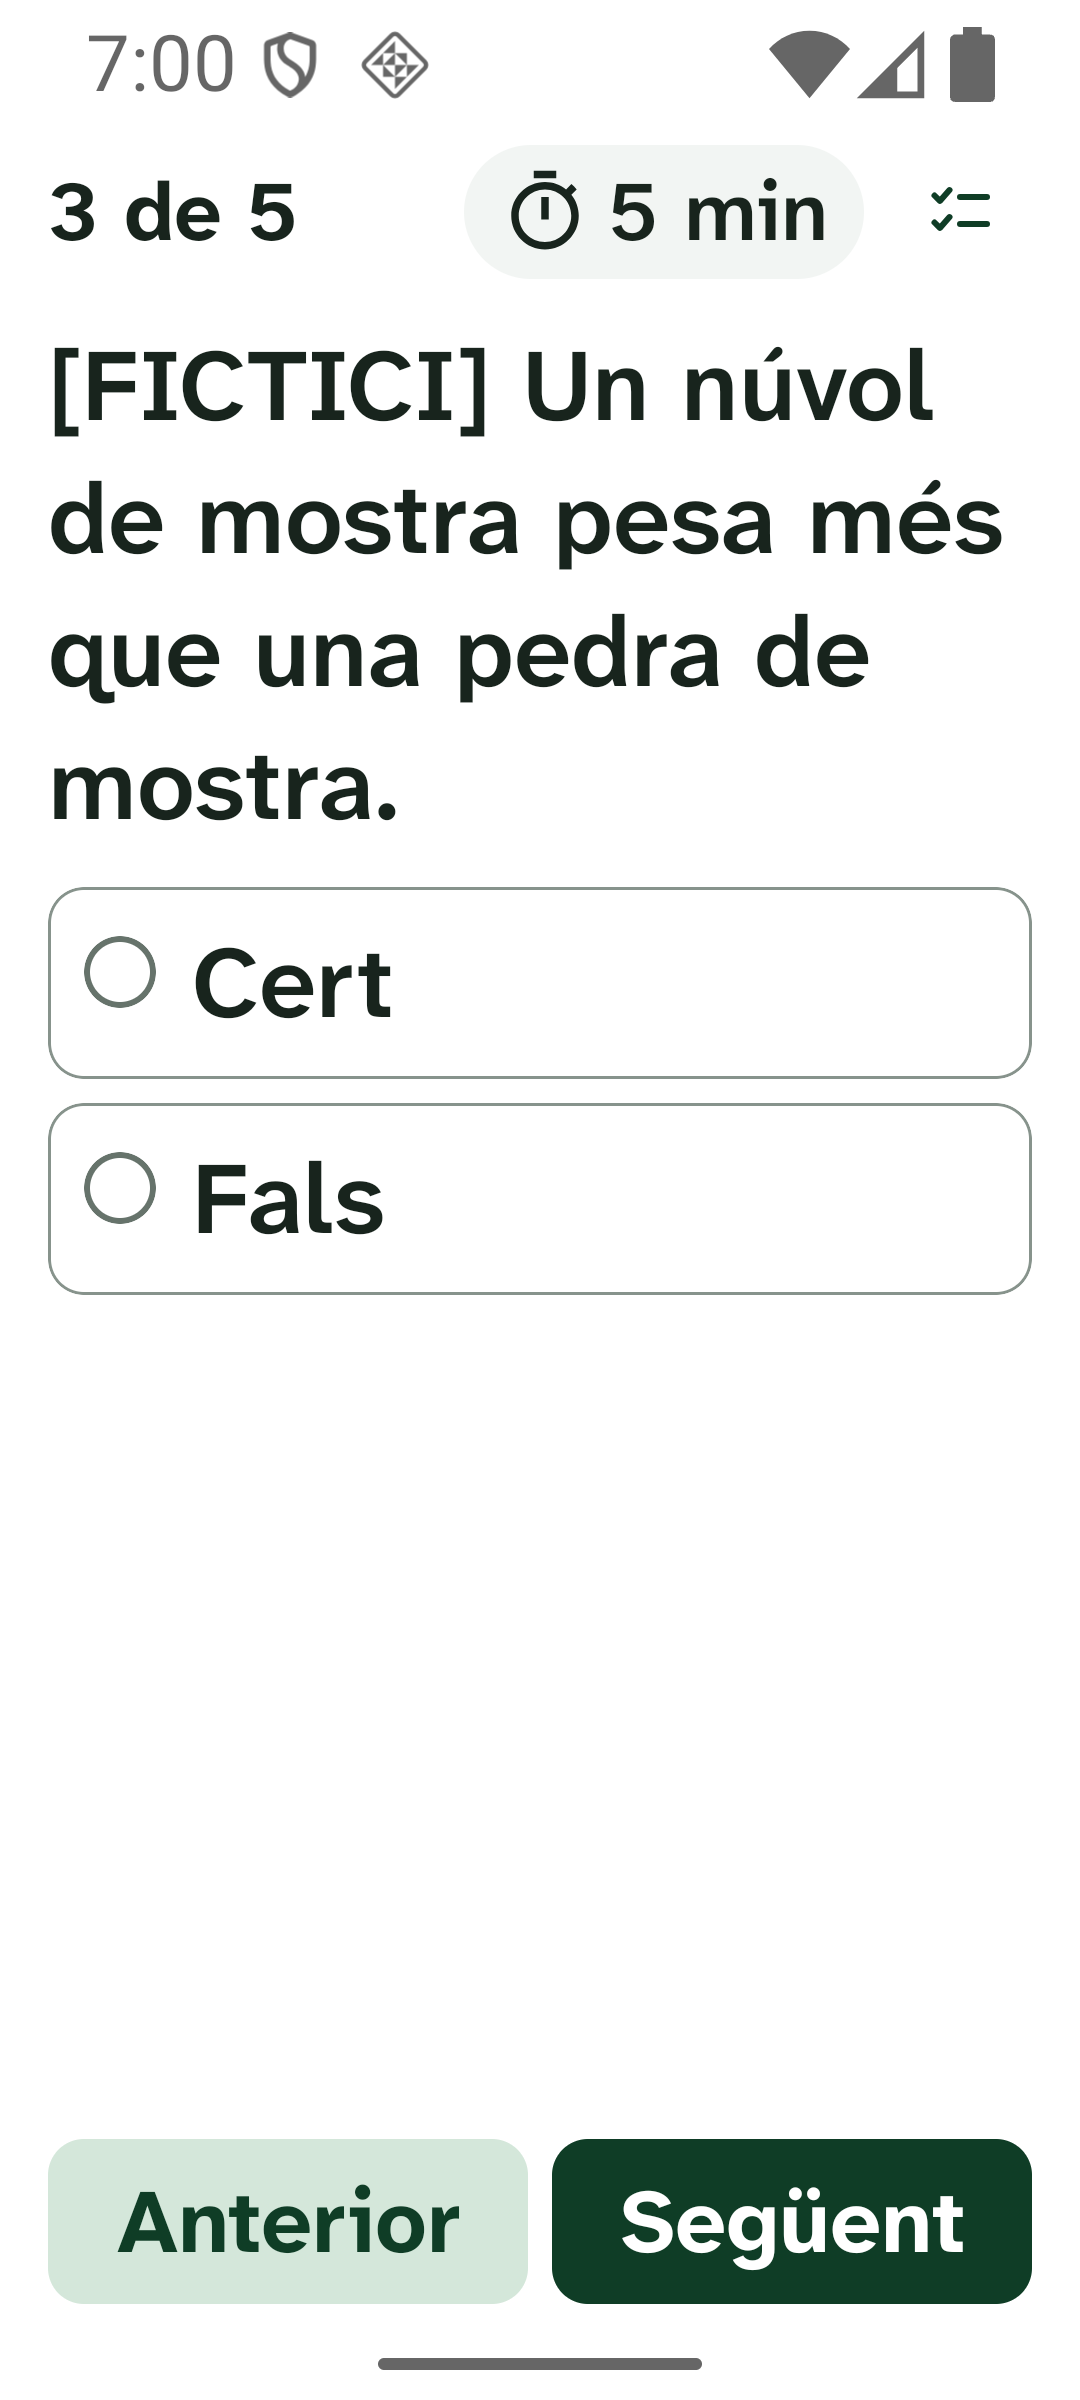 7:00
3 de 5
5 min
[FICTICI] Un núvol
de mostra pesa més
que una pedra de
mostra.
Cert
Fals
Anterior
Següent